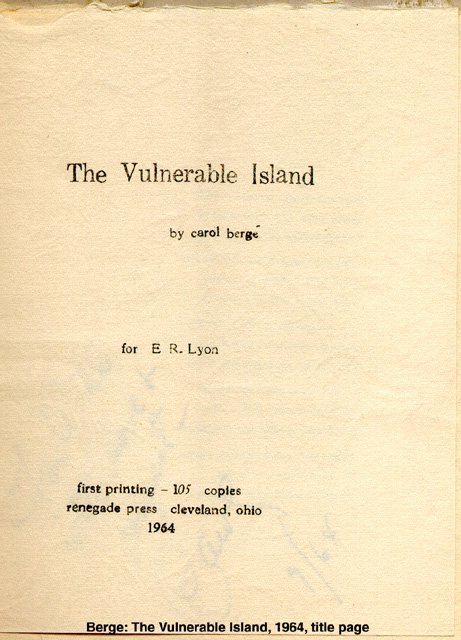 The Vulnerable Island
by carol bergé
for E R. Lyon
first printing - 105 copies
renegade press cleveland, ohio
1964
Berge: The Vulnerable Island, 1964, title page